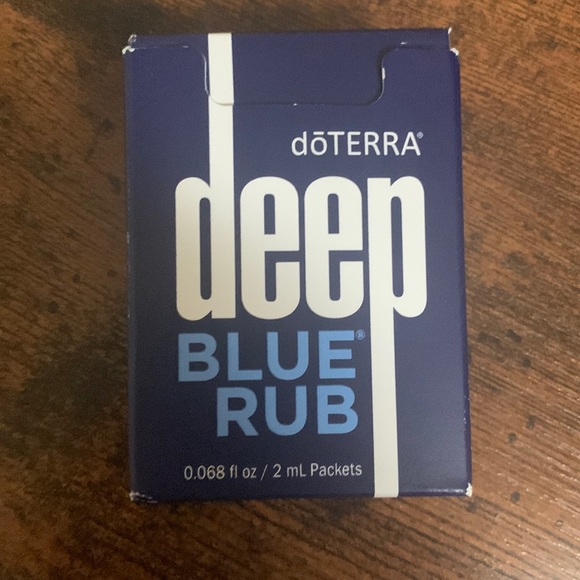 dōTERRA®
deep
BLUE®
RUB
0.068 fl oz / 2 mL Packets